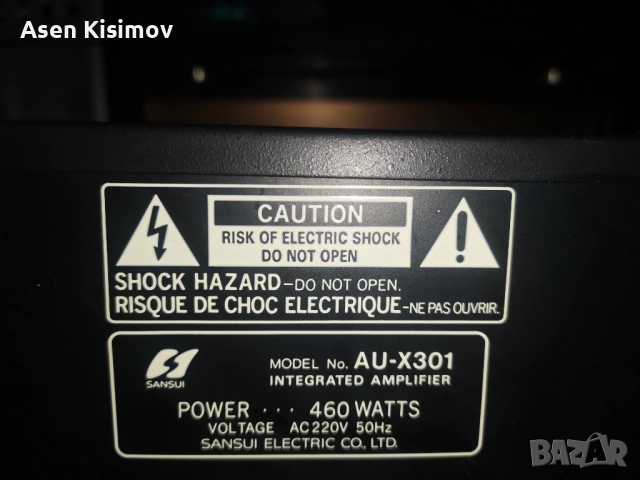 Asen Kisimov
CAUTION
RISK OF ELECTRIC SHOCK
DO NOT OPEN
SHOCK HAZARD-DO NOT OPEN.
RISQUE DE CHOC ELECTRIQUE-NE PAS OUVRIR.
SANSUI
MODEL No. AU-X301
INTEGRATED AMPLIFIER
POWER ··· 460 WATTS
VOLTAGE AC220V 50Hz
SANSUI ELECTRIC CO., LTD.
BAZAR